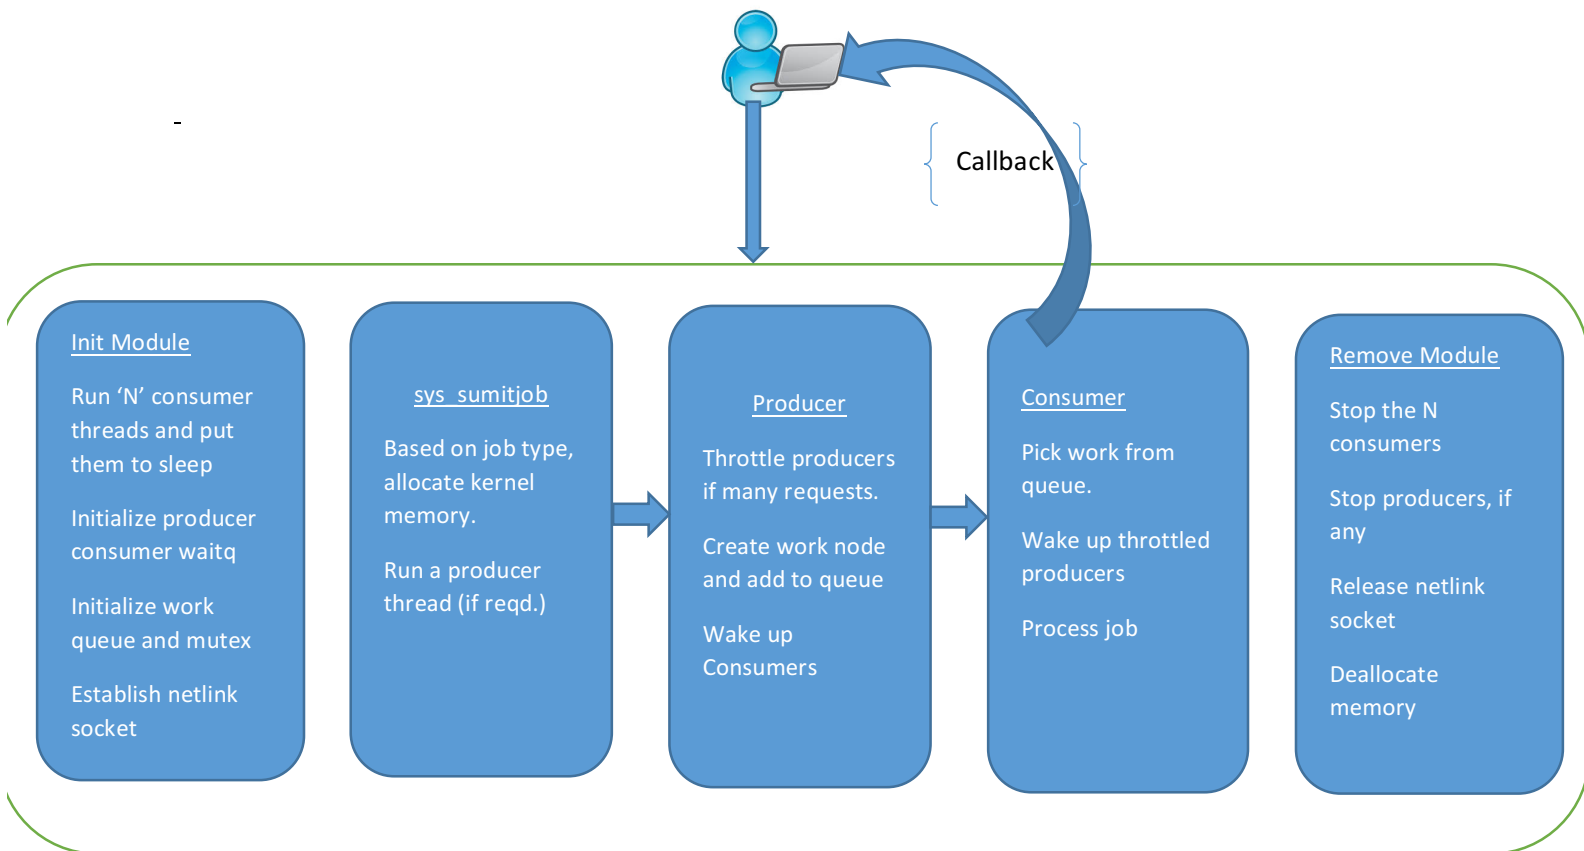 -
Callback
Init Module
Run ‘N’ consumer
threads and put
them to sleep
Initialize producer
consumer waitq
Initialize work
queue and mutex
Establish netlink
socket
sys_sumitjob
Based on job type,
allocate kernel
memory.
Run a producer
thread (if reqd.)
Producer
Throttle producers
if many requests.
Create work node
and add to queue
Wake up
Consumers
Consumer
Pick work from
queue.
Wake up throttled
producers
Process job
Remove Module
Stop the N
consumers
Stop producers, if
any
Release netlink
socket
Deallocate
memory